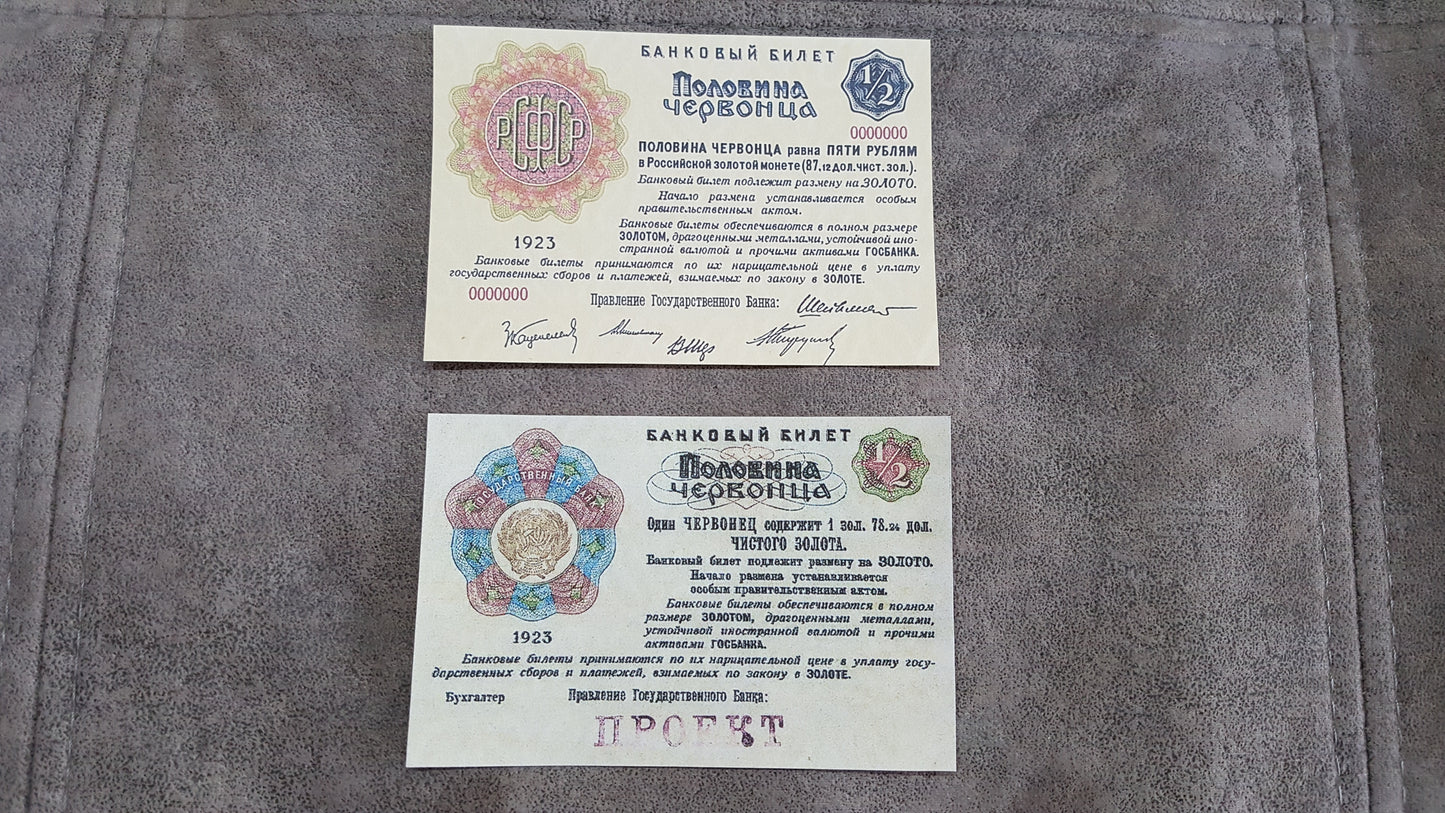 РСФСР
БАНКОВЫЙ БИЛЕТ
ПОЛОВИНА
ЧЕРВОНЦА
1/2
0000000
ПОЛОВИНА ЧЕРВОНЦА равна ПЯТИ РУБЛЯМ
в Российской золотой монете (87,12 дол. чист. зол.).
Банковый билет подлежит размену на ЗОЛОТО.
Начало размена устанавливается особым
правительственным актом.
Банковые билеты обеспечиваются в полном размере
ЗОЛОТОМ, драгоценными металлами, устойчивой ино-
странной валютой и прочими активами ГОСБАНКА.
1923
Банковые билеты принимаются по их нарицательной цене в уплату
государственных сборов и платежей, взимаемых по закону в ЗОЛОТЕ.
0000000
Правление Государственного Банка:
ГОСУДАРСТВЕННЫЙ БАНК
БАНКОВЫЙ БИЛЕТ
ПОЛОВИНА
ЧЕРВОНЦА
1/2
Один ЧЕРВОНЕЦ содержит 1 зол. 78.24 дол.
ЧИСТОГО ЗОЛОТА.
Банковый билет подлежит размену на ЗОЛОТО.
Начало размена устанавливается
особым правительственным актом.
Банковые билеты обеспечиваются в полном
размере ЗОЛОТОМ, драгоценными металлами,
устойчивой иностранной валютой и прочими
активами ГОСБАНКА.
1923
Банковые билеты принимаются по их нарицательной цене в уплату госу-
дарственных сборов и платежей, взимаемых по закону в ЗОЛОТЕ.
Бухгалтер Правление Государственного Банка:
ПРОЕКТ